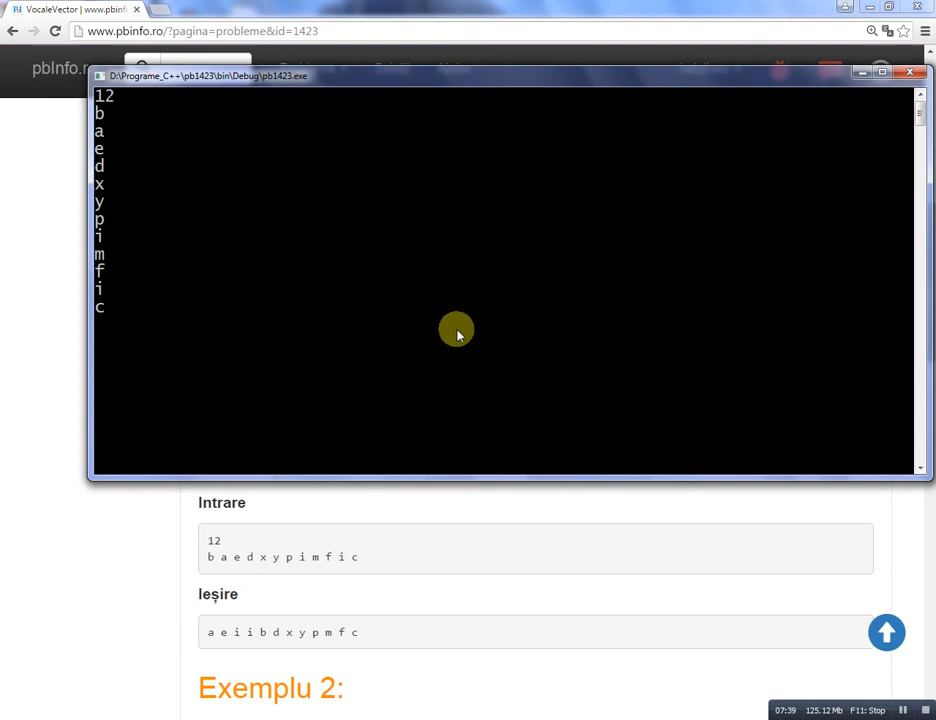 VocaleVector | www.pbinfo
www.pbinfo.ro/?pagina=probleme&id=1423
pbInfo.r
D:\Programe_C++\pb1423\bin\Debug\pb1423.exe
12
b
a
e
d
x
y
p
i
m
f
i
c
Intrare
12
b a e d x y p i m f i c
Ieșire
a e i i b d x y p m f c
Exemplu 2:
07:39 125.12 Mb F11: Stop